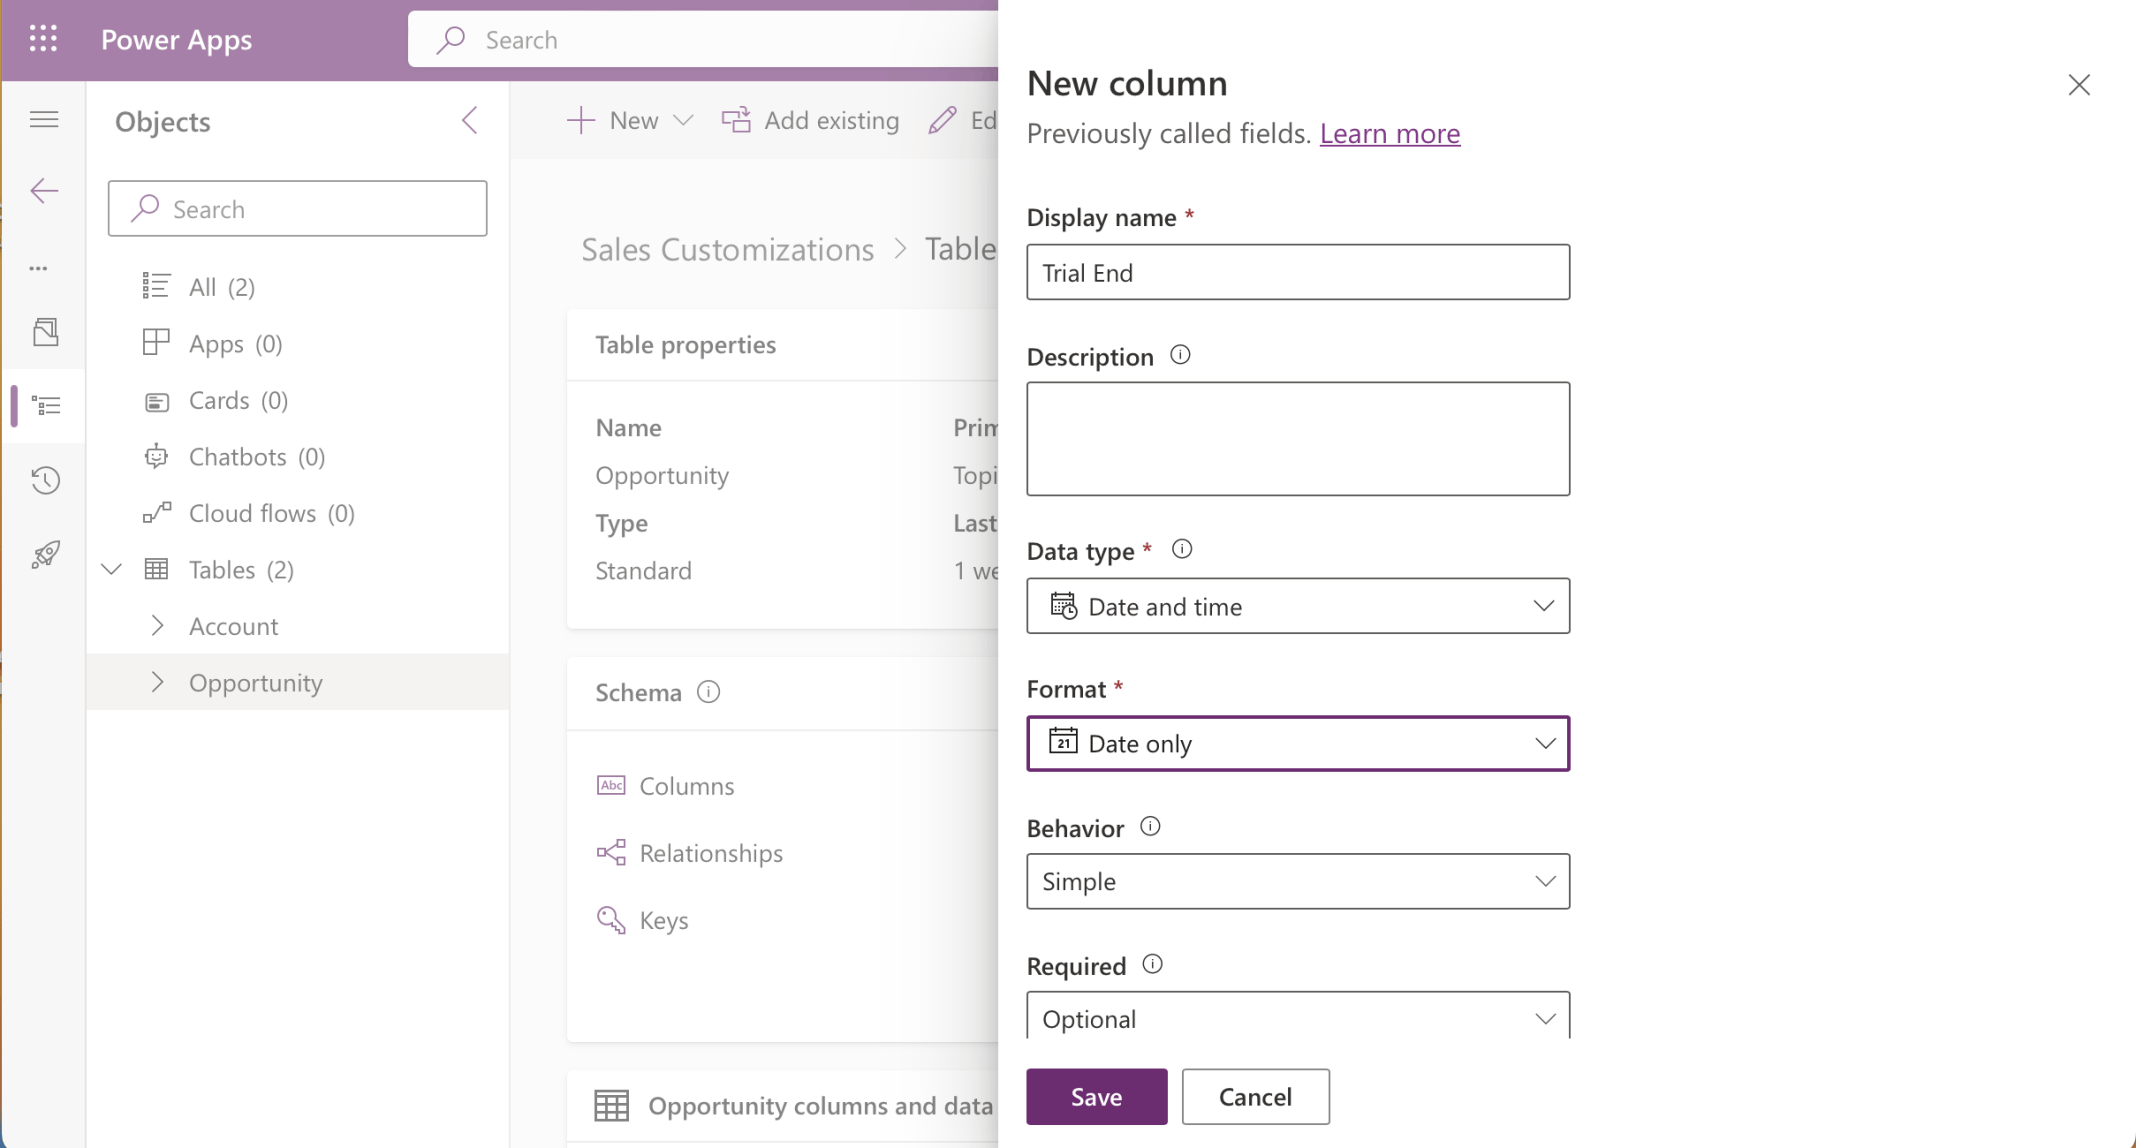 Power Apps
Search
Objects
Search
All (2)
Apps (0)
Cards (0)
Chatbots (0)
Cloud flows (0)
Tables (2)
Account
Opportunity
New
Add existing
Ed
Sales Customizations > Table
Table properties
Name
Prim
Opportunity
Topi
Type
Last
Standard
1 we
Schema
Columns
Abc
Relationships
Keys
Opportunity columns and data
New column
Previously called fields. Learn more
Display name *
Trial End
Description
Data type *
Date and time
Format *
21
Date only
Behavior
Simple
Required
Optional
Save
Cancel